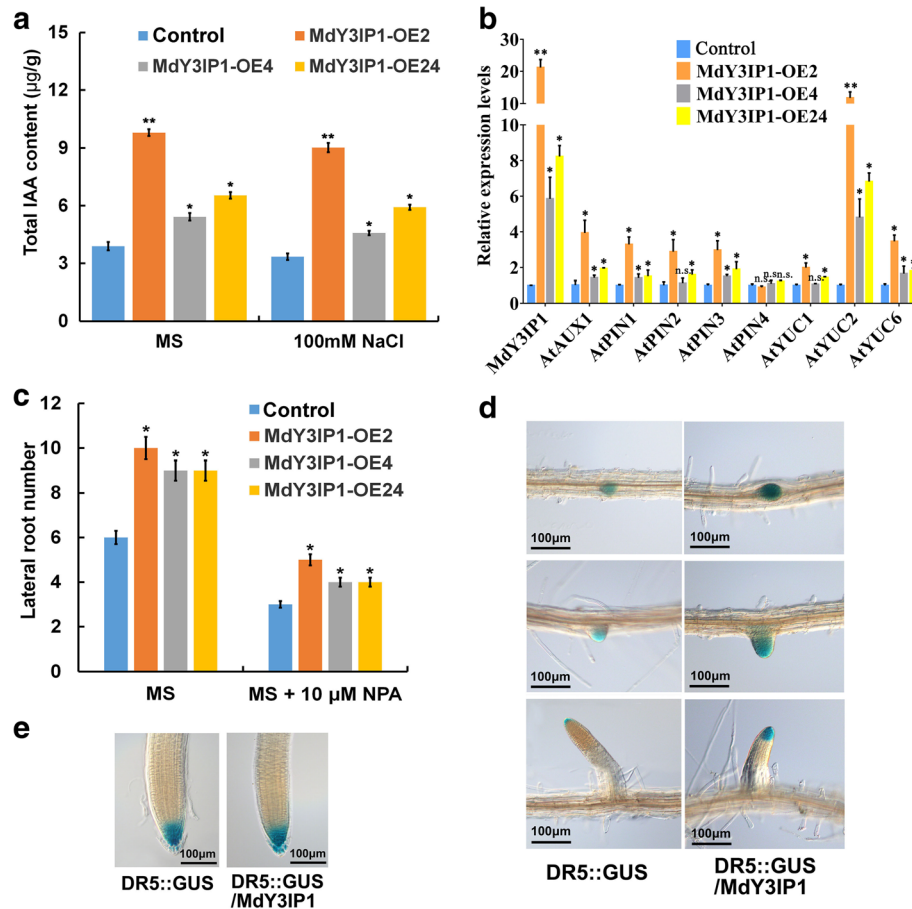 a
Total IAA content (µg/g)
15
12
9
6
3
0
Control
MdY3IP1-OE2
MdY3IP1-OE4
MdY3IP1-OE24
**
*
*
**
*
*
MS
100mM NaCl
b
Relative expression levels
30
20
10
8
6
4
2
0
Control
MdY3IP1-OE2
MdY3IP1-OE4
MdY3IP1-OE24
**
*
*
*
*
*
*
*
*
*
n.s.
*
*
*
*
n.s.
n.s.
n.s.
*
n.s.
*
**
*
*
*
*
*
MdY3IP1
AtAUX1
AtPIN1
AtPIN2
AtPIN3
AtPIN4
AtYUC1
AtYUC2
AtYUC6
c
Lateral root number
12
10
8
6
4
2
0
Control
MdY3IP1-OE2
MdY3IP1-OE4
MdY3IP1-OE24
*
*
*
*
*
*
MS
MS + 10 µM NPA
d
100µm
100µm
100µm
100µm
100µm
100µm
DR5::GUS
DR5::GUS
/MdY3IP1
e
100µm
100µm
DR5::GUS
DR5::GUS
/MdY3IP1